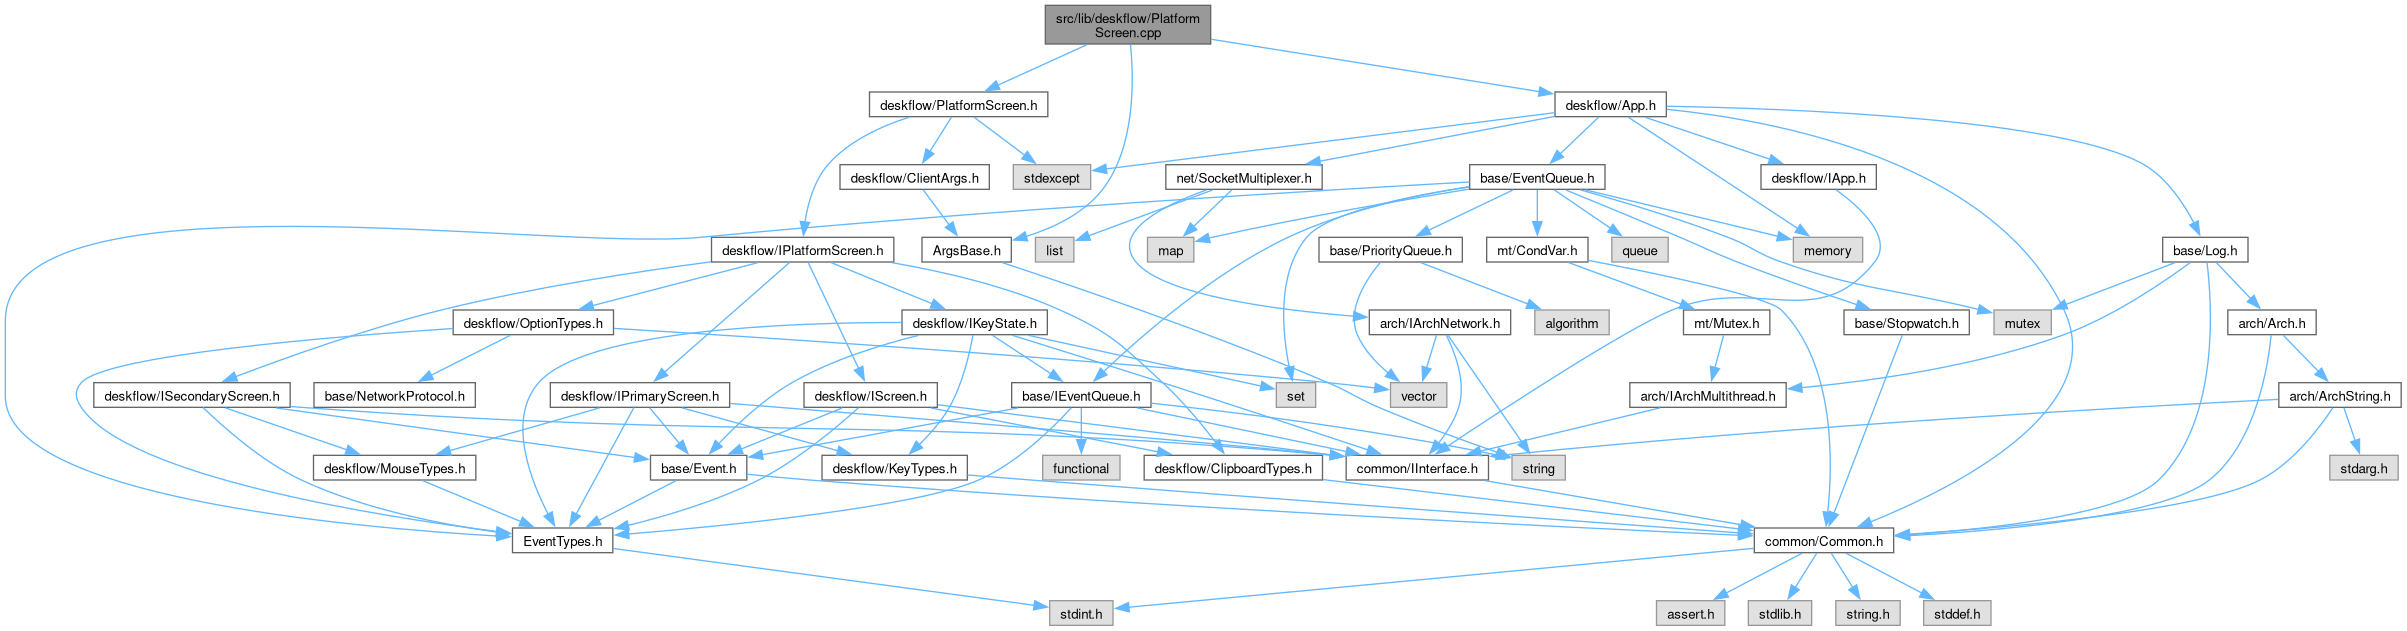 src/lib/deskflow/Platform
Screen.cpp
deskflow/PlatformScreen.h
deskflow/App.h
deskflow/ClientArgs.h
stdexcept
net/SocketMultiplexer.h
base/EventQueue.h
deskflow/IApp.h
deskflow/IPlatformScreen.h
ArgsBase.h
list
map
base/PriorityQueue.h
mt/CondVar.h
queue
memory
base/Log.h
deskflow/OptionTypes.h
deskflow/IKeyState.h
arch/IArchNetwork.h
algorithm
mt/Mutex.h
base/Stopwatch.h
mutex
arch/Arch.h
deskflow/ISecondaryScreen.h
base/NetworkProtocol.h
deskflow/IPrimaryScreen.h
deskflow/IScreen.h
base/IEventQueue.h
set
vector
arch/IArchMultithread.h
arch/ArchString.h
deskflow/MouseTypes.h
base/Event.h
deskflow/KeyTypes.h
functional
deskflow/ClipboardTypes.h
common/IInterface.h
string
stdarg.h
EventTypes.h
common/Common.h
stdint.h
assert.h
stdlib.h
string.h
stddef.h